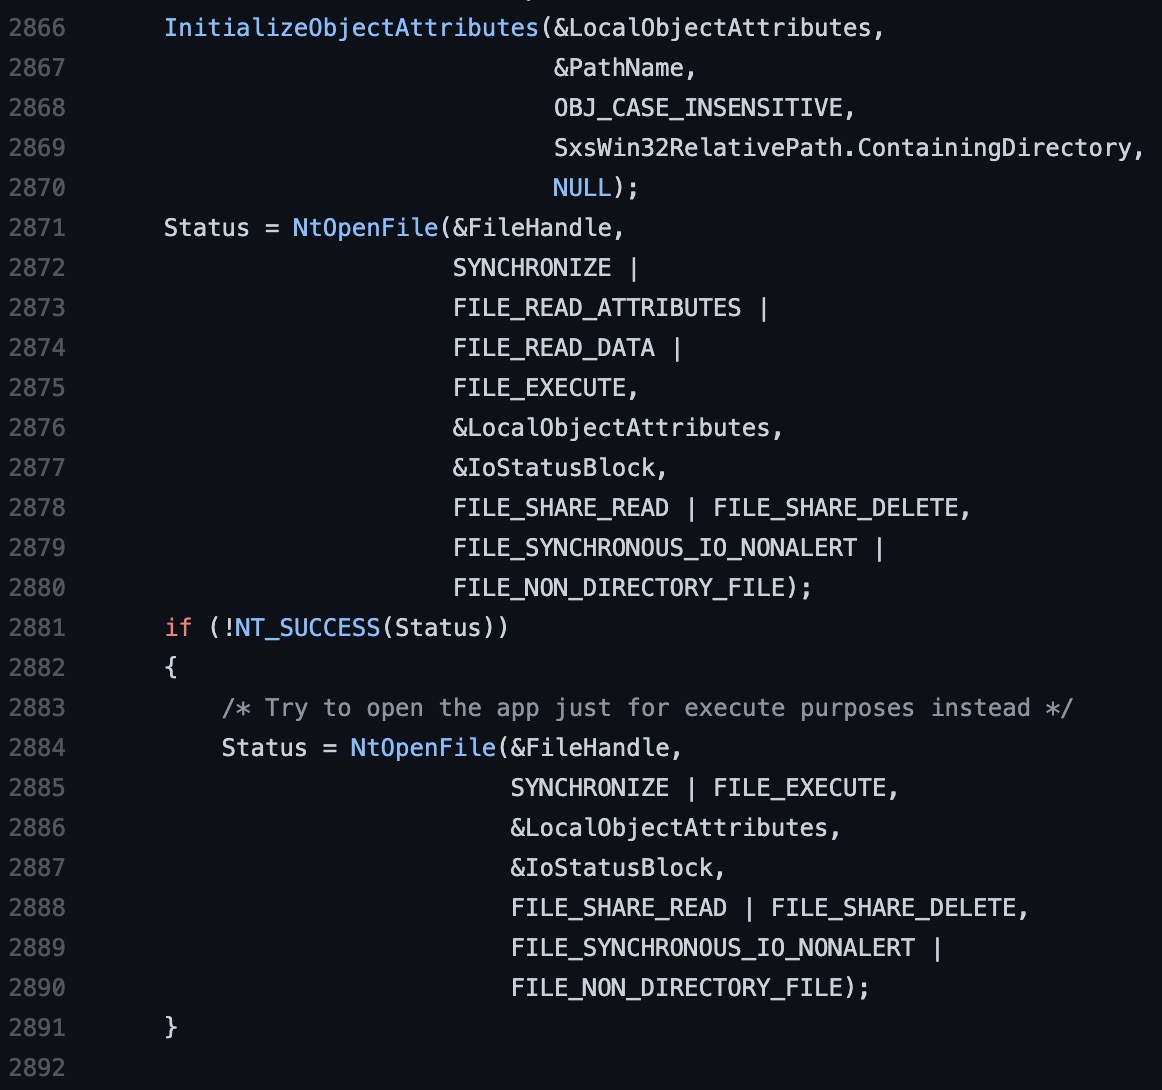 2866 InitializeObjectAttributes(&LocalObjectAttributes,
2867 &PathName,
2868 OBJ_CASE_INSENSITIVE,
2869 SxsWin32RelativePath.ContainingDirectory,
2870 NULL);
2871 Status = NtOpenFile(&FileHandle,
2872 SYNCHRONIZE |
2873 FILE_READ_ATTRIBUTES |
2874 FILE_READ_DATA |
2875 FILE_EXECUTE,
2876 &LocalObjectAttributes,
2877 &IoStatusBlock,
2878 FILE_SHARE_READ | FILE_SHARE_DELETE,
2879 FILE_SYNCHRONOUS_IO_NONALERT |
2880 FILE_NON_DIRECTORY_FILE);
2881 if (!NT_SUCCESS(Status))
2882 {
2883 /* Try to open the app just for execute purposes instead */
2884 Status = NtOpenFile(&FileHandle,
2885 SYNCHRONIZE | FILE_EXECUTE,
2886 &LocalObjectAttributes,
2887 &IoStatusBlock,
2888 FILE_SHARE_READ | FILE_SHARE_DELETE,
2889 FILE_SYNCHRONOUS_IO_NONALERT |
2890 FILE_NON_DIRECTORY_FILE);
2891 }
2892